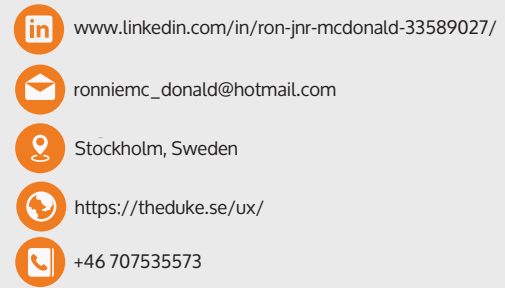 in
www.linkedin.com/in/ron-jnr-mcdonald-33589027/
ronniemc_donald@hotmail.com
Stockholm, Sweden
https://theduke.se/ux/
+46 707535573